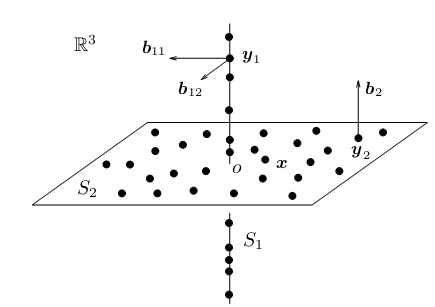 ℝ³
b₁₁
y₁
b₁₂
b₂
y₂
x
o
S₂
S₁